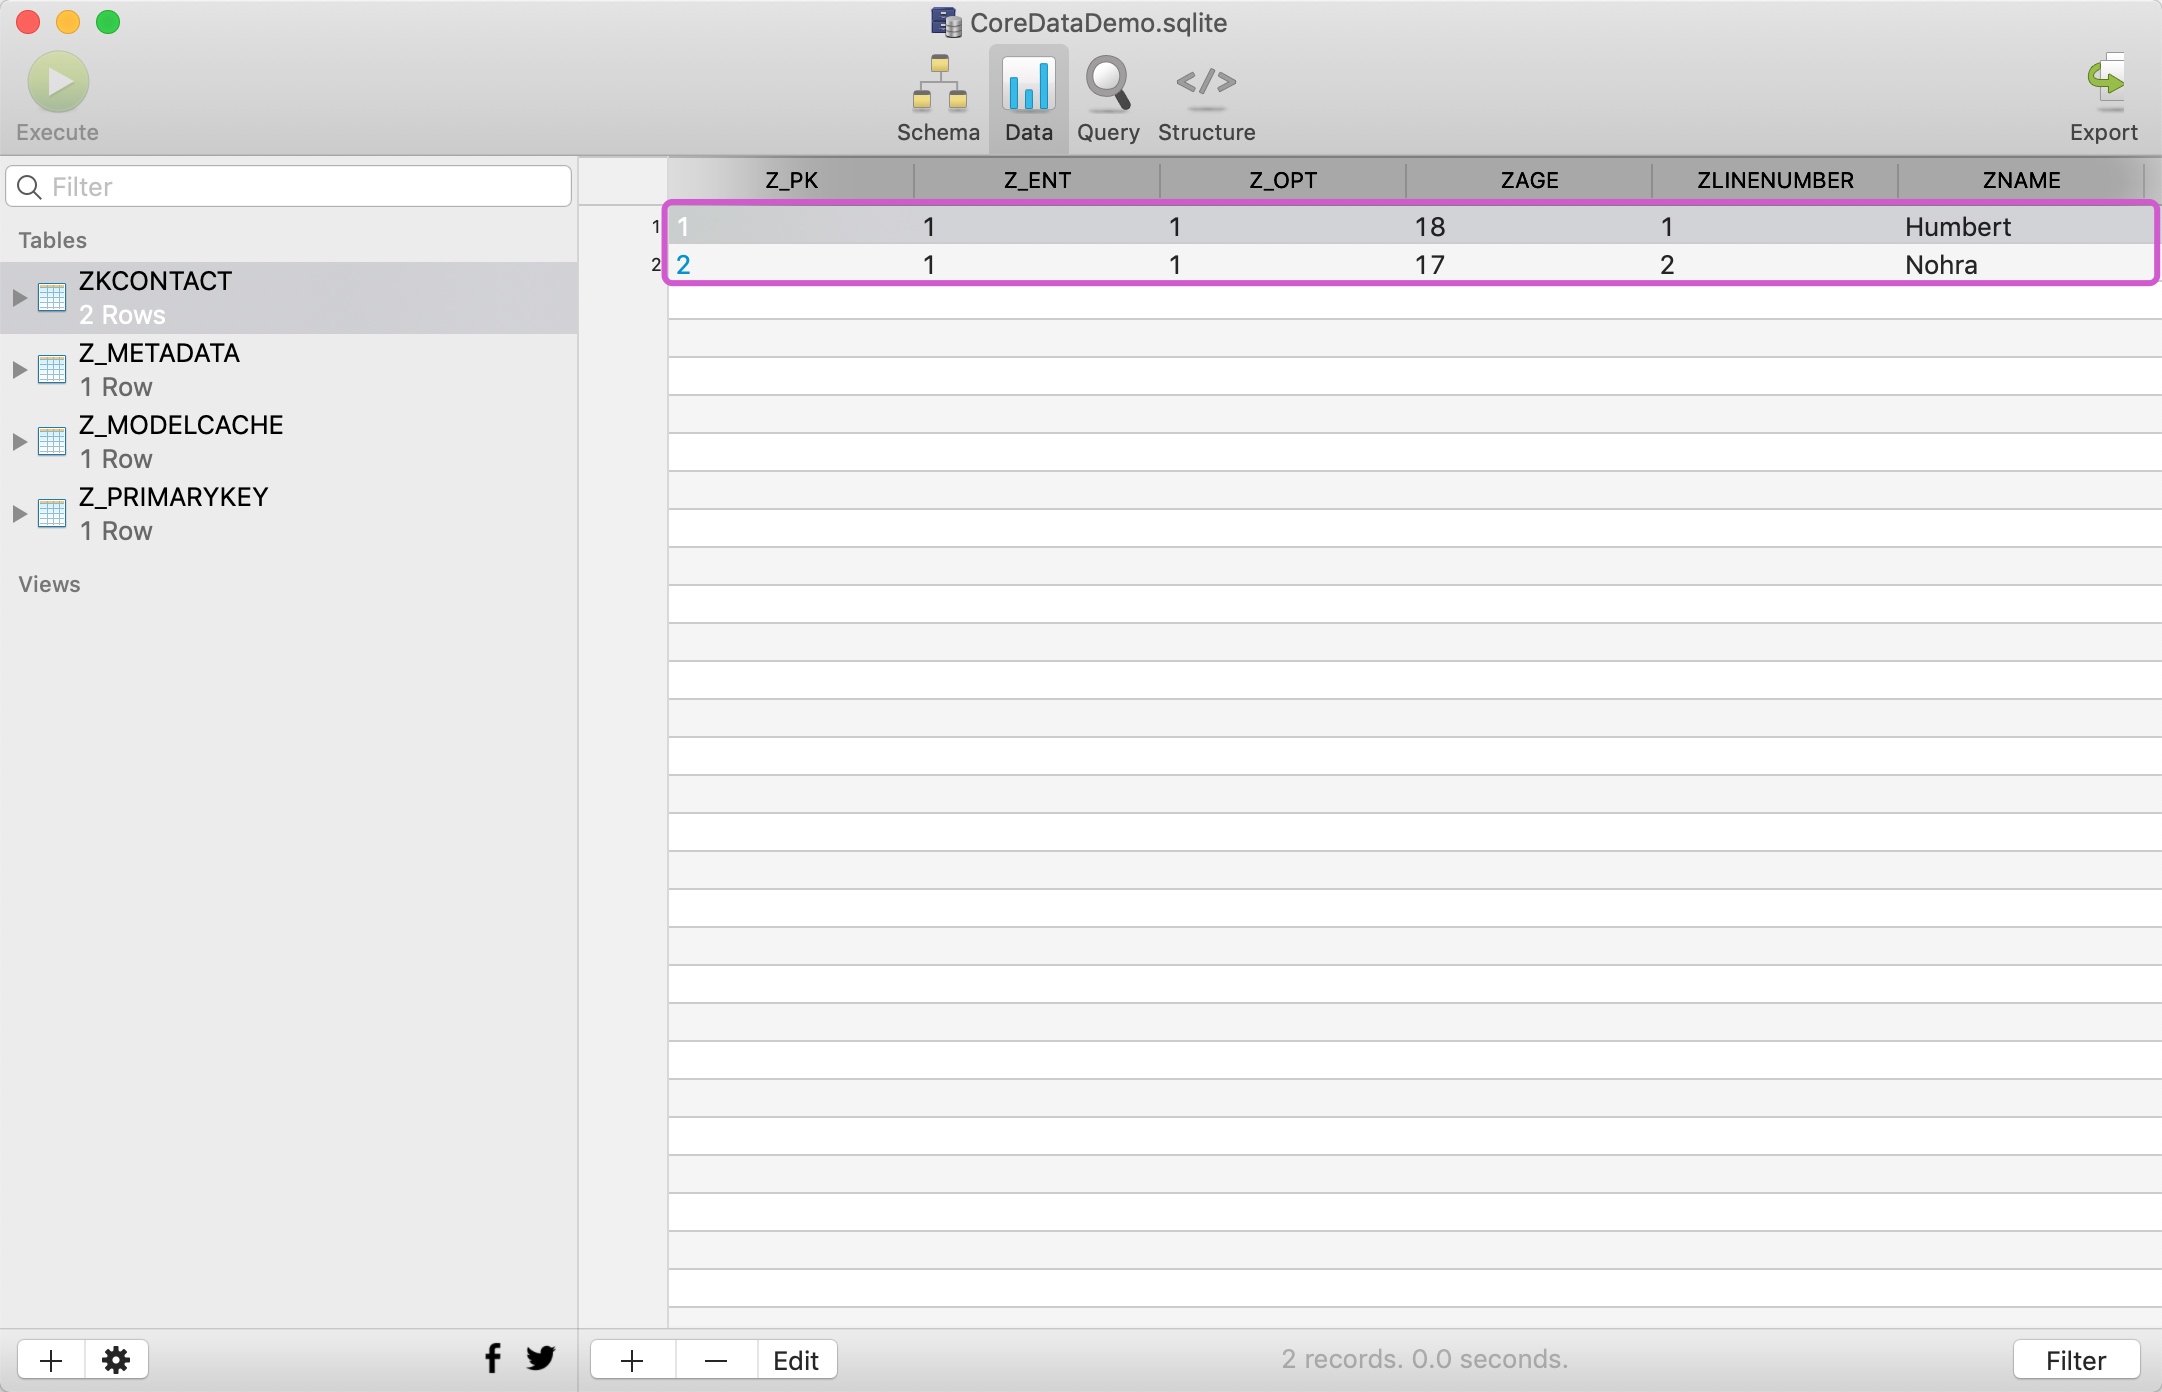 CoreDataDemo.sqlite
Execute
Schema Data Query Structure
Export
Filter
Tables
ZKCONTACT
2 Rows
Z_METADATA
1 Row
Z_MODELCACHE
1 Row
Z_PRIMARYKEY
1 Row
Views
Z_PK Z_ENT Z_OPT ZAGE ZLINENUMBER ZNAME
1 1 1 1 18 1 Humbert
2 2 1 1 17 2 Nohra
Edit
2 records. 0.0 seconds.
Filter